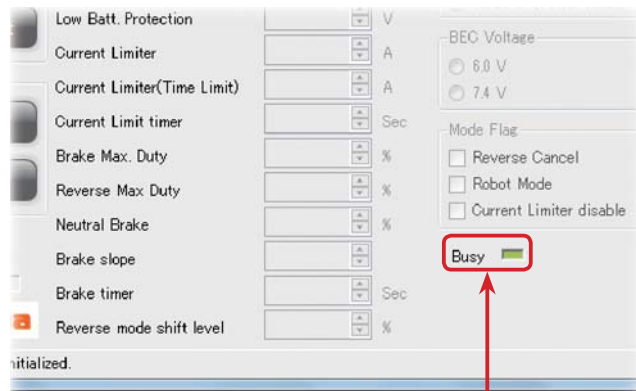 Low Batt. Protection V
Current Limiter A
Current Limiter(Time Limit) A
Current Limit timer Sec
Brake Max. Duty %
Reverse Max Duty %
Neutral Brake %
Brake slope
Brake timer Sec
Reverse mode shift level %
BEC Voltage
6.0 V
7.4 V
Mode Flag
Reverse Cancel
Robot Mode
Current Limiter disable
Busy
nitialized.